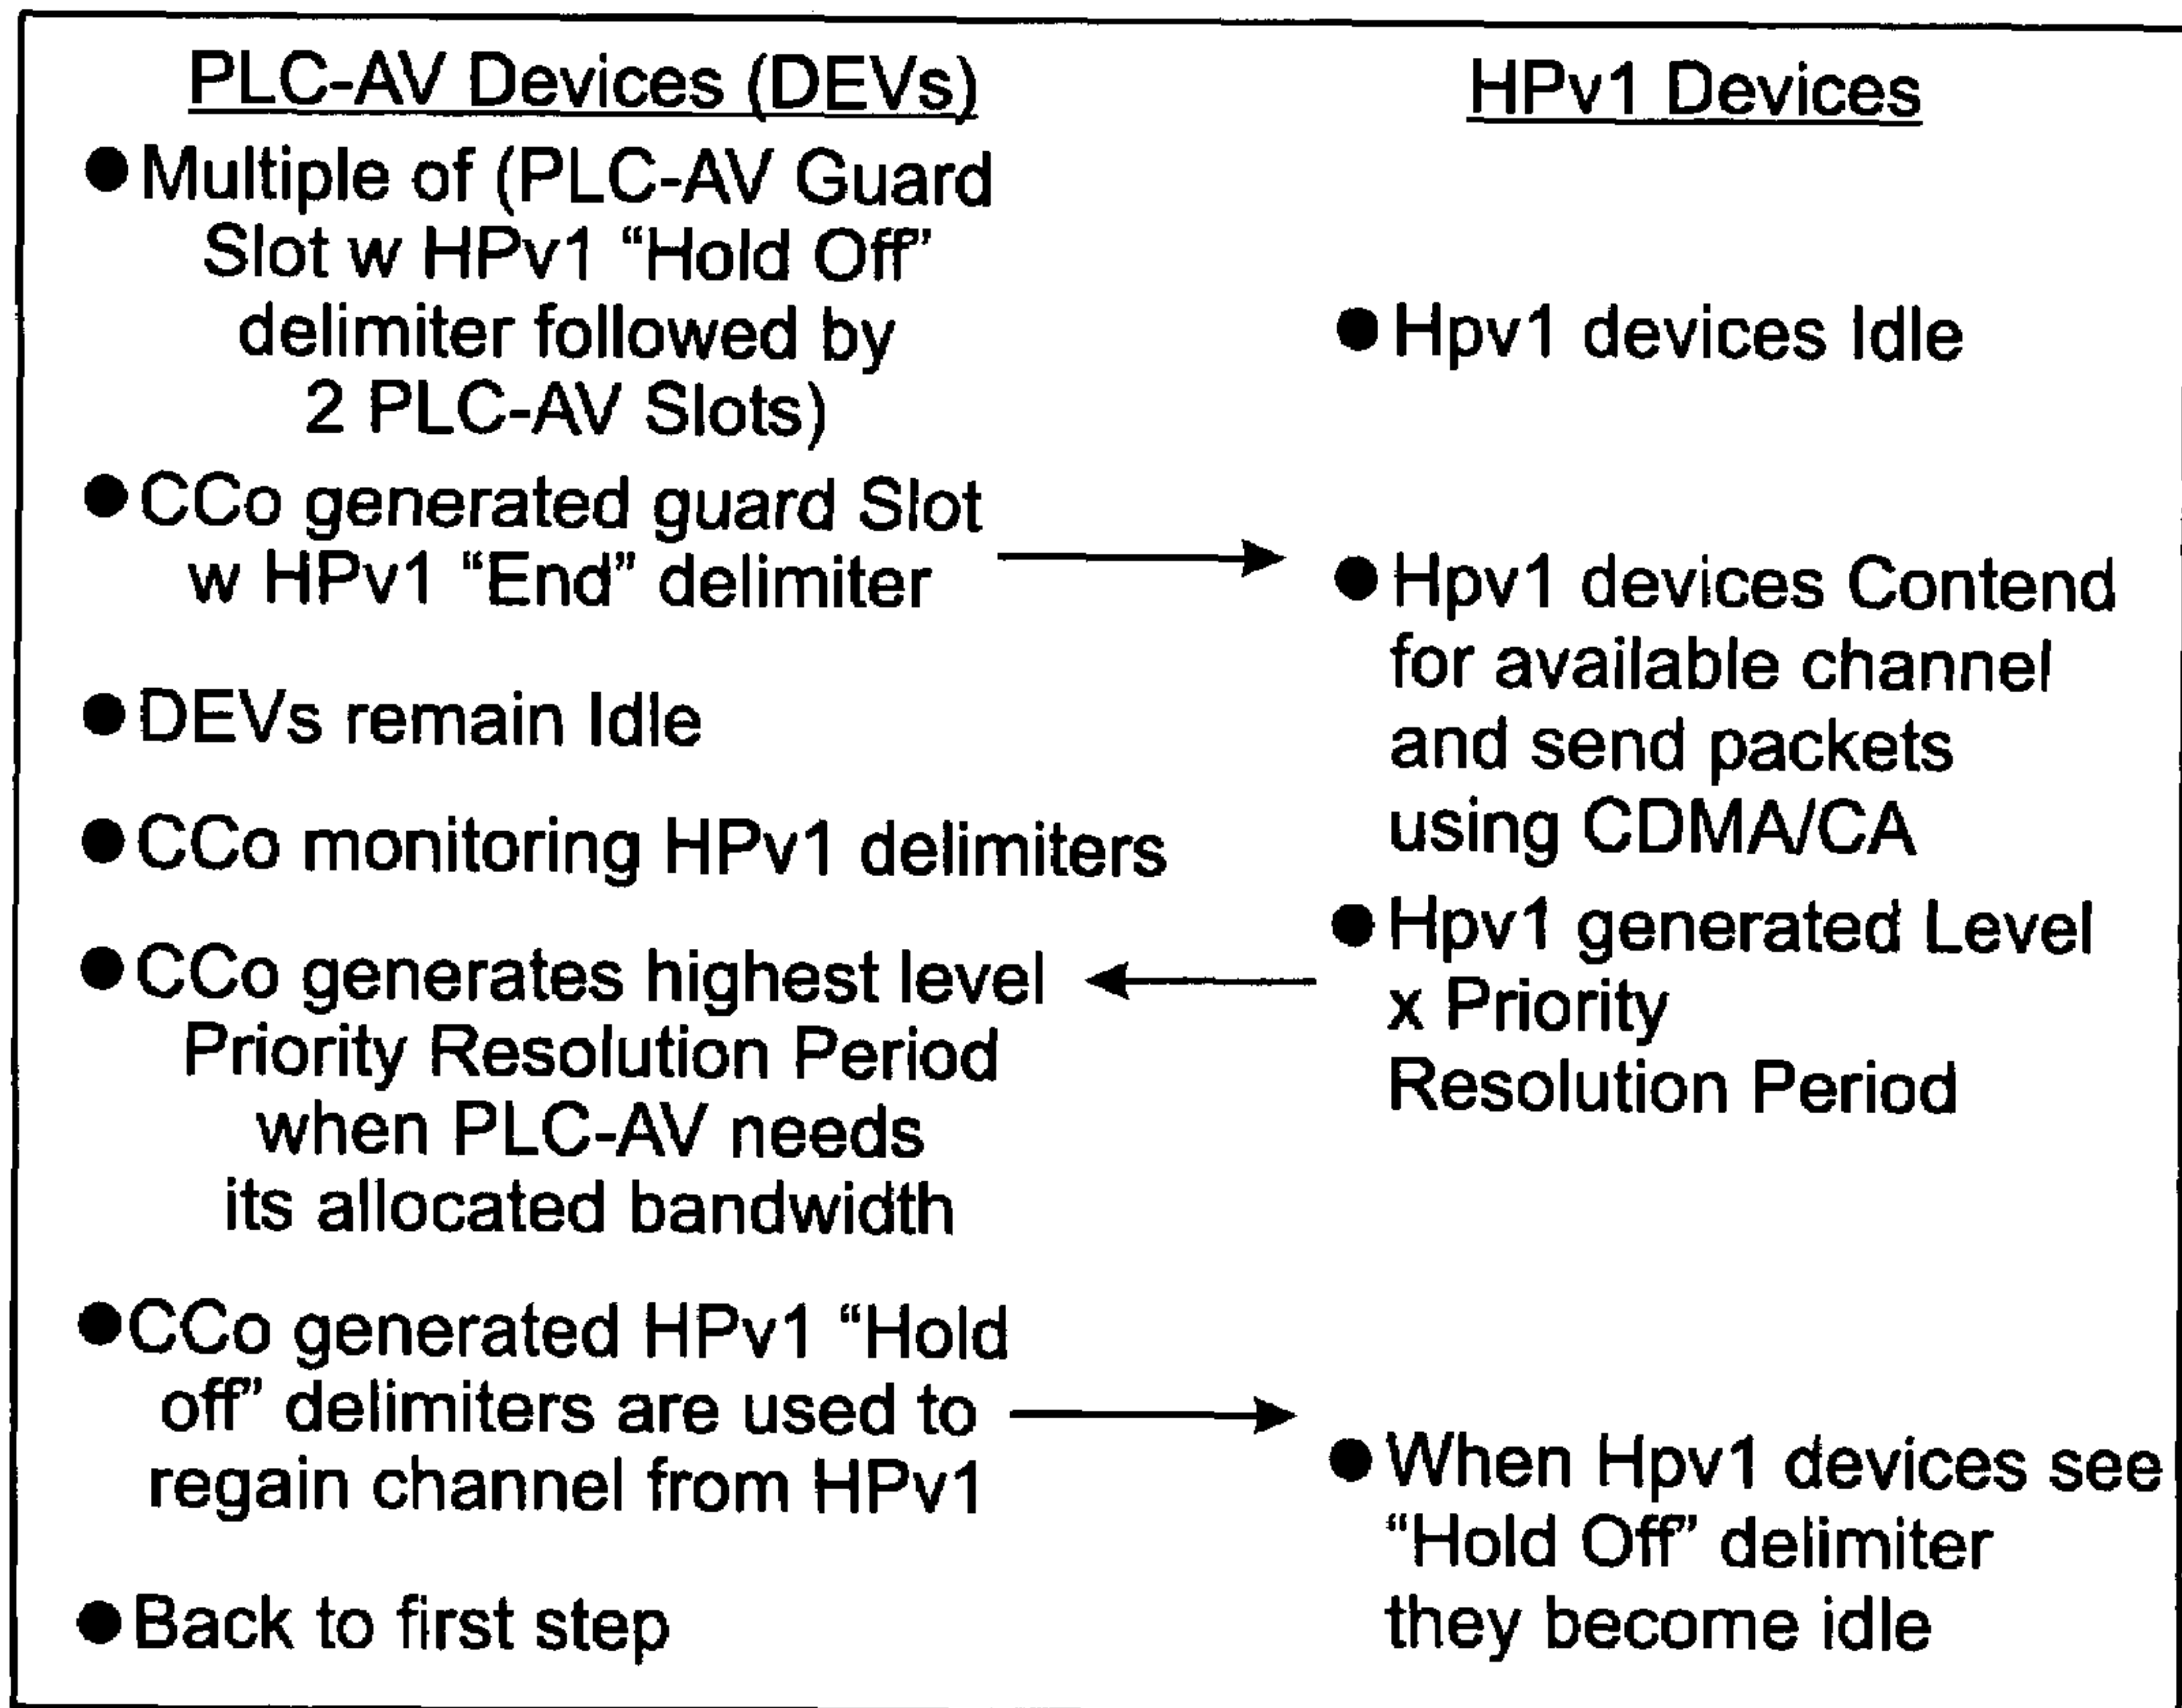 PLC-AV Devices (DEVs)
●Multiple of (PLC-AV Guard
Slot w HPv1 “Hold Off”
delimiter followed by
2 PLC-AV Slots)
●CCo generated guard Slot
w HPv1 “End” delimiter
●DEVs remain Idle
●CCo monitoring HPv1 delimiters
●CCo generates highest level
Priority Resolution Period
when PLC-AV needs
its allocated bandwidth
●CCo generated HPv1 “Hold
off” delimiters are used to
regain channel from HPv1
●Back to first step
HPv1 Devices
●Hpv1 devices Idle
●Hpv1 devices Contend
for available channel
and send packets
using CDMA/CA
●Hpv1 generated Level
x Priority
Resolution Period
●When Hpv1 devices see
“Hold Off” delimiter
they become idle